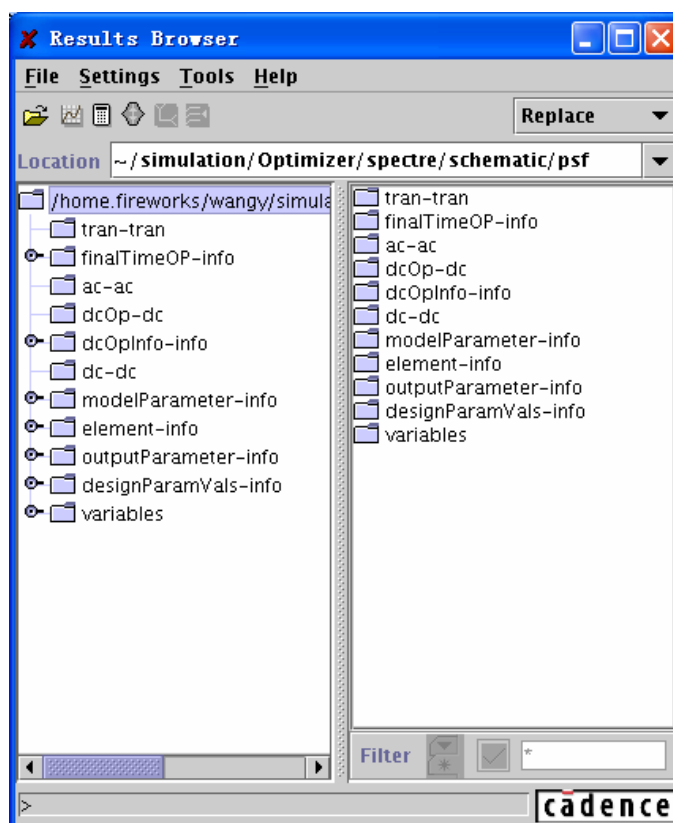 Results Browser
File Settings Tools Help
Replace
Location ~/simulation/Optimizer/spectre/schematic/psf
/home.fireworks/wangy/simula
tran-tran
finalTimeOP-info
ac-ac
dcOp-dc
dcOpInfo-info
dc-dc
modelParameter-info
element-info
outputParameter-info
designParamVals-info
variables
tran-tran
finalTimeOP-info
ac-ac
dcOp-dc
dcOpInfo-info
dc-dc
modelParameter-info
element-info
outputParameter-info
designParamVals-info
variables
Filter *
>
cādence